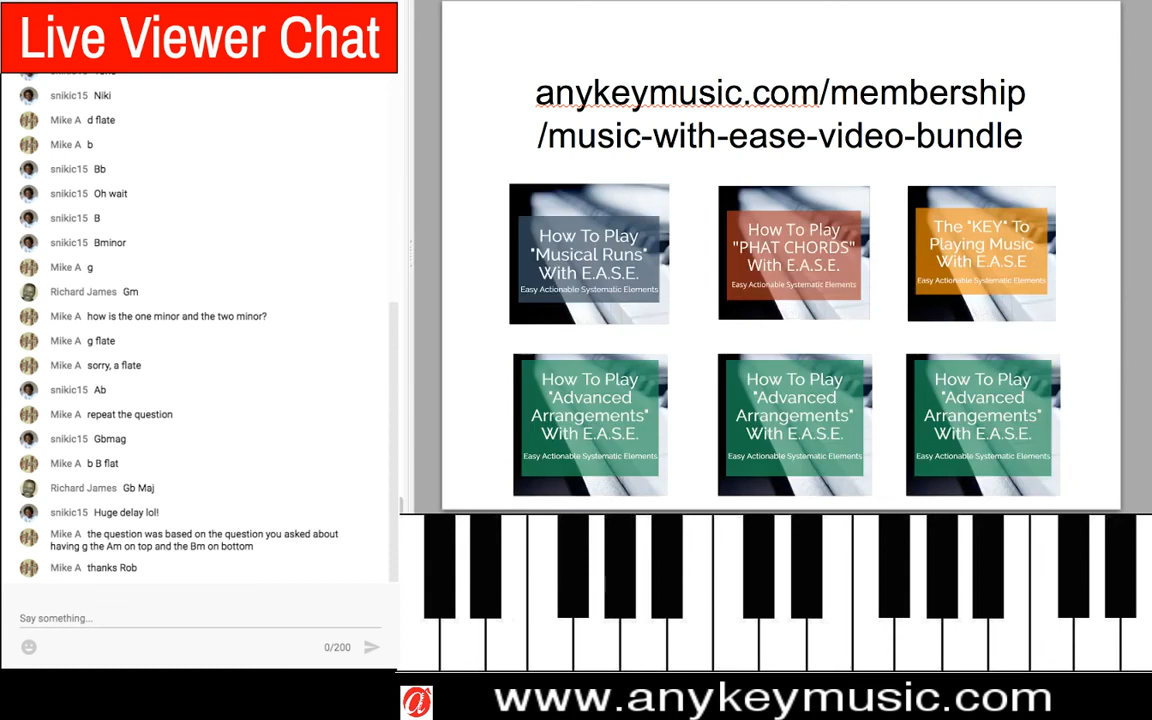 Live Viewer Chat
snikic15 Niki
Mike A d flate
Mike A b
snikic15 Bb
snikic15 Oh wait
snikic15 B
snikic15 Bminor
Mike A g
Richard James Gm
Mike A how is the one minor and the two minor?
Mike A g flate
Mike A sorry, a flate
snikic15 Ab
Mike A repeat the question
snikic15 Gbmag
Mike A b B flat
Richard James Gb Maj
snikic15 Huge delay lol!
Mike A the question was based on the question you asked about
having g the Am on top and the Bm on bottom
Mike A thanks Rob
Say something...
0/200
anykeymusic.com/membership
/music-with-ease-video-bundle
How To Play
"Musical Runs"
With E.A.S.E.
Easy Actionable Systematic Elements
How To Play
"PHAT CHORDS"
With E.A.S.E.
Easy Actionable Systematic Elements
The "KEY" To
Playing Music
With E.A.S.E
Easy Actionable Systematic Elements
How To Play
"Advanced
Arrangements"
With E.A.S.E.
Easy Actionable Systematic Elements
How To Play
"Advanced
Arrangements"
With E.A.S.E.
Easy Actionable Systematic Elements
How To Play
"Advanced
Arrangements"
With E.A.S.E.
Easy Actionable Systematic Elements
www.anykeymusic.com